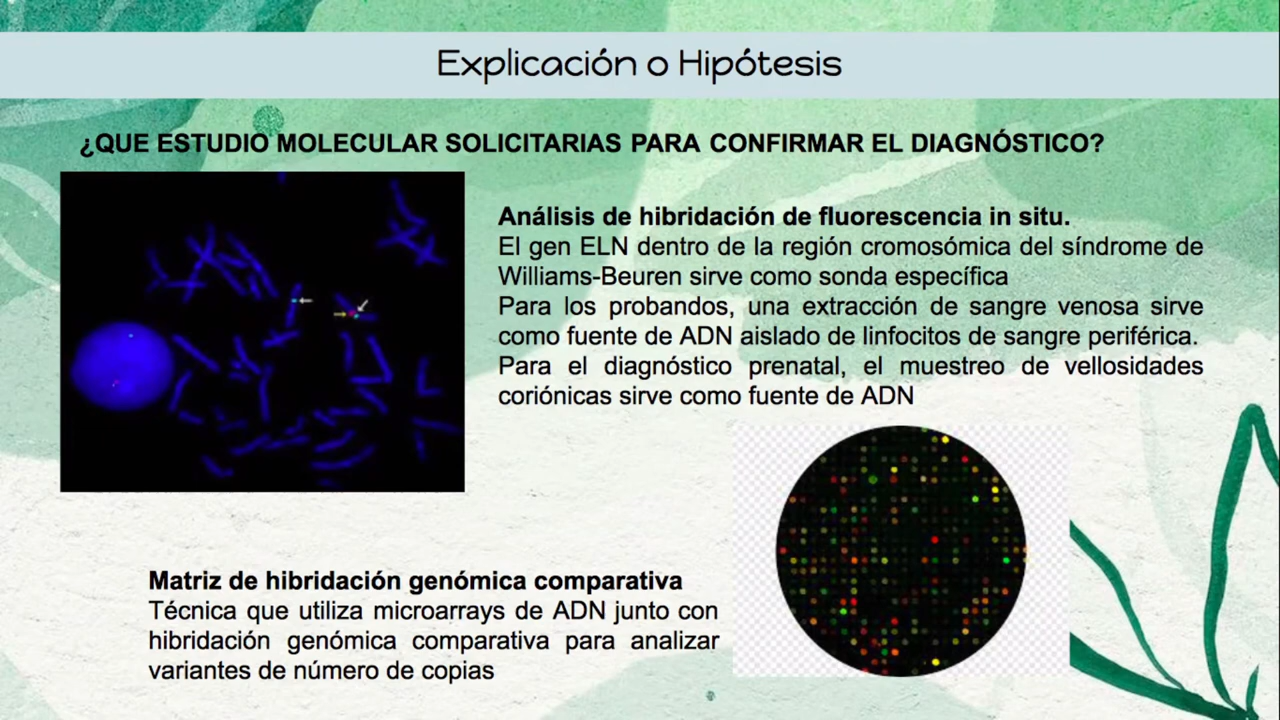 Explicación o Hipótesis
¿QUE ESTUDIO MOLECULAR SOLICITARIAS PARA CONFIRMAR EL DIAGNÓSTICO?
Análisis de hibridación de fluorescencia in situ.
El gen ELN dentro de la región cromosómica del síndrome de
Williams-Beuren sirve como sonda específica
Para los probandos, una extracción de sangre venosa sirve
como fuente de ADN aislado de linfocitos de sangre periférica.
Para el diagnóstico prenatal, el muestreo de vellosidades
coriónicas sirve como fuente de ADN
Matriz de hibridación genómica comparativa
Técnica que utiliza microarrays de ADN junto con
hibridación genómica comparativa para analizar
variantes de número de copias